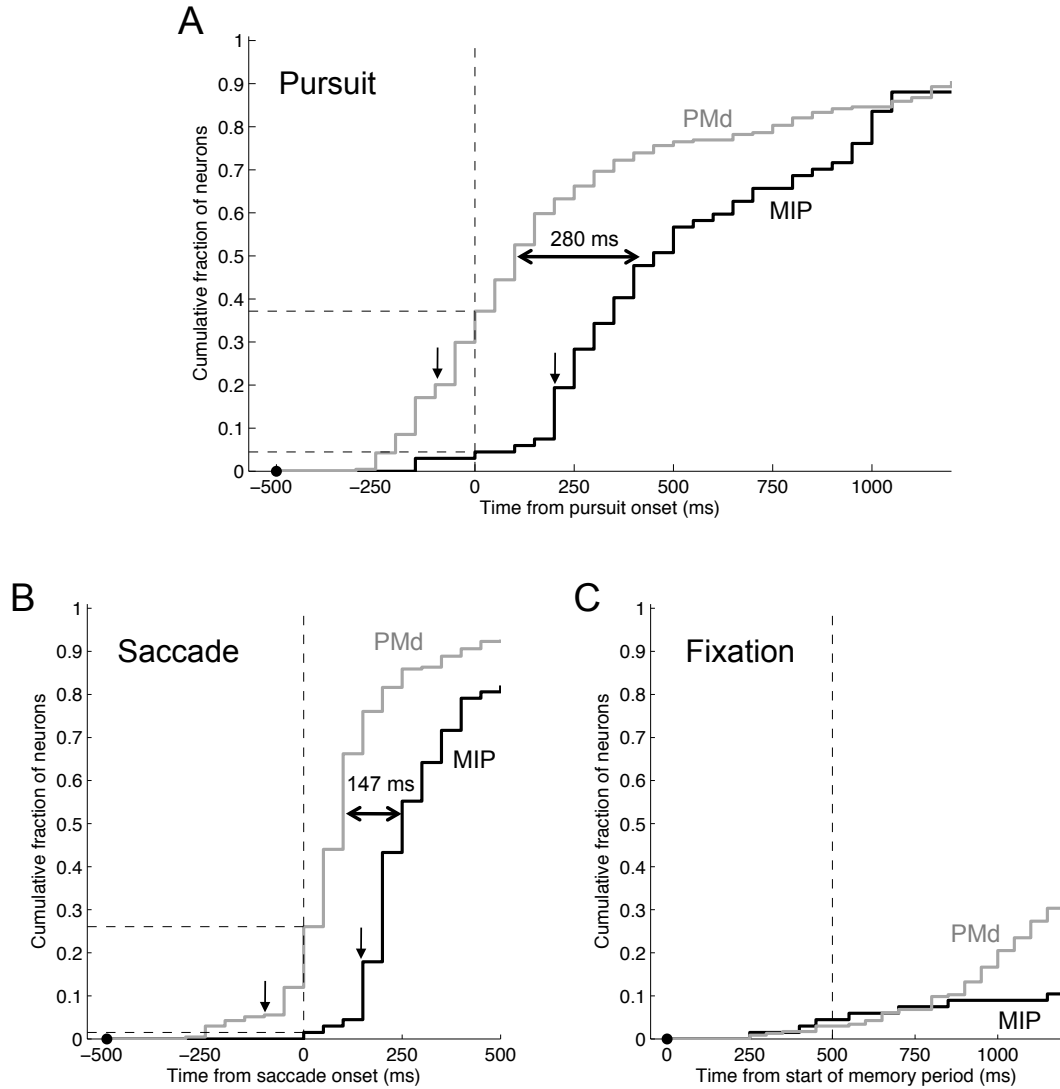 A
Pursuit
PMd
MIP
280 ms
Cumulative fraction of neurons
1
0.9
0.8
0.7
0.6
0.5
0.4
0.3
0.2
0.1
0
−500
−250
0
250
500
750
1000
Time from pursuit onset (ms)
B
Saccade
PMd
MIP
147 ms
Cumulative fraction of neurons
1
0.9
0.8
0.7
0.6
0.5
0.4
0.3
0.2
0.1
0
−500
−250
0
250
500
Time from saccade onset (ms)
C
Fixation
PMd
MIP
Cumulative fraction of neurons
1
0.9
0.8
0.7
0.6
0.5
0.4
0.3
0.2
0.1
0
0
250
500
750
1000
Time from start of memory period (ms)